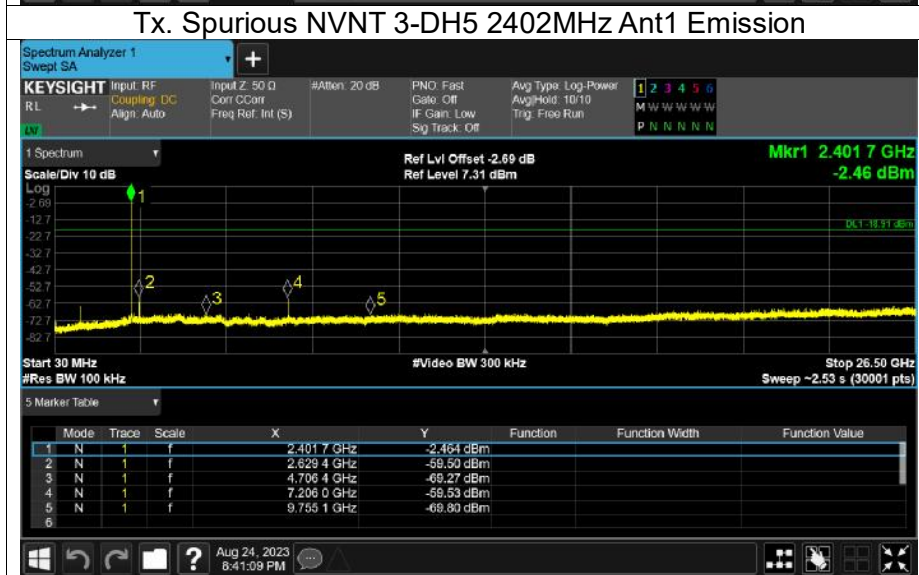 Tx. Spurious NVNT 3-DH5 2402MHz Ant1 Emission
Spectrum Analyzer 1
Swept SA
+
KEYSIGHT Input: RF Input Z: 50 Ω #Atten: 20 dB PNO: Fast Avg Type: Log-Power 1 2 3 4 5 6
RL Coupling: DC Corr CCorr Gate: Off Avg|Hold: 10/10 M W W W W W
Align: Auto Freq Ref: Int (S) IF Gain: Low Trig: Free Run
Sig Track: Off P N N N N N
1 Spectrum Ref Lvl Offset -2.69 dB Mkr1 2.401 7 GHz
Scale/Div 10 dB Ref Level 7.31 dBm -2.46 dBm
Log
1
-2.69
-12.7
DL1 -18.91 dBm
-22.7
-32.7
-42.7
-52.7
2
4
-62.7
3
5
-72.7
-82.7
Start 30 MHz #Video BW 300 kHz Stop 26.50 GHz
#Res BW 100 kHz Sweep ~2.53 s (30001 pts)
5 Marker Table
Mode Trace Scale X Y Function Function Width Function Value
1 N 1 f 2.401 7 GHz -2.464 dBm
2 N 1 f 2.629 4 GHz -59.50 dBm
3 N 1 f 4.706 4 GHz -69.27 dBm
4 N 1 f 7.206 0 GHz -59.53 dBm
5 N 1 f 9.755 1 GHz -69.80 dBm
6
? Aug 24, 2023
8:41:09 PM